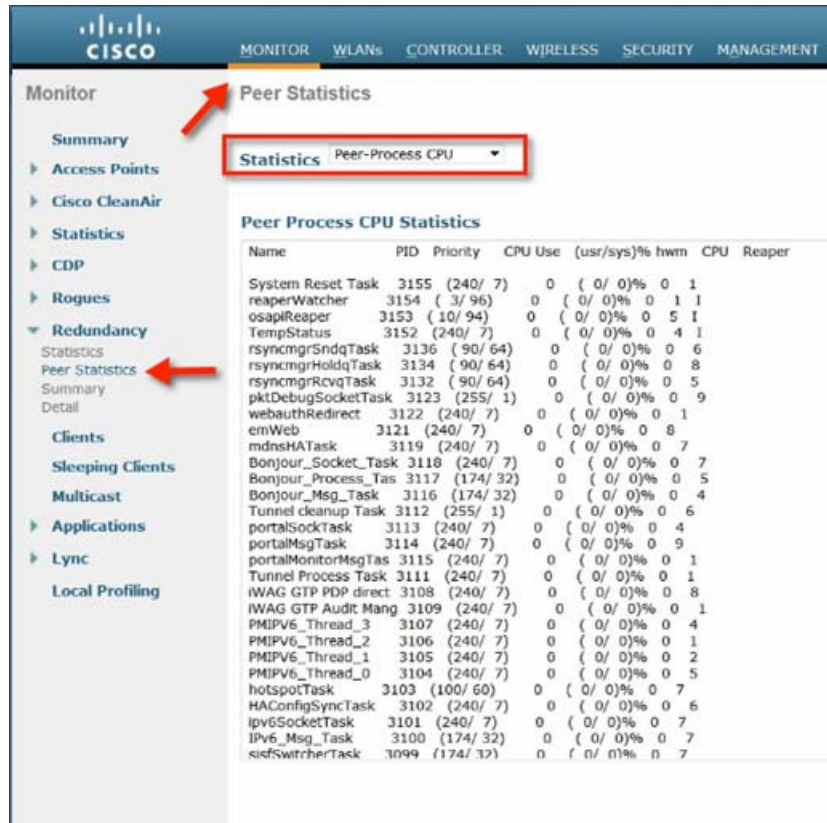 CISCO
MONITOR WLANs CONTROLLER WIRELESS SECURITY MANAGEMENT
Monitor
Summary
Access Points
Cisco CleanAir
Statistics
CDP
Rogues
Redundancy
Statistics
Peer Statistics
Summary
Detail
Clients
Sleeping Clients
Multicast
Applications
Lync
Local Profiling
Peer Statistics
Statistics Peer-Process CPU
Peer Process CPU Statistics
Name PID Priority CPU Use (usr/sys)% hwm CPU Reaper
System Reset Task 3155 (240/ 7) 0 ( 0/ 0)% 0 1
reaperWatcher 3154 ( 3/ 96) 0 ( 0/ 0)% 0 1 I
osapiReaper 3153 ( 10/ 94) 0 ( 0/ 0)% 0 5 I
TempStatus 3152 (240/ 7) 0 ( 0/ 0)% 0 4 I
rsyncmgrSndqTask 3136 ( 90/ 64) 0 ( 0/ 0)% 0 6
rsyncmgrHoldqTask 3134 ( 90/ 64) 0 ( 0/ 0)% 0 8
rsyncmgrRcvqTask 3132 ( 90/ 64) 0 ( 0/ 0)% 0 5
pktDebugSocketTask 3123 (255/ 1) 0 ( 0/ 0)% 0 9
webauthRedirect 3122 (240/ 7) 0 ( 0/ 0)% 0 1
emWeb 3121 (240/ 7) 0 ( 0/ 0)% 0 8
mdnsHATask 3119 (240/ 7) 0 ( 0/ 0)% 0 7
Bonjour_Socket_Task 3118 (240/ 7) 0 ( 0/ 0)% 0 7
Bonjour_Process_Tas 3117 (174/ 32) 0 ( 0/ 0)% 0 5
Bonjour_Msg_Task 3116 (174/ 32) 0 ( 0/ 0)% 0 4
Tunnel cleanup Task 3112 (255/ 1) 0 ( 0/ 0)% 0 6
portalSockTask 3113 (240/ 7) 0 ( 0/ 0)% 0 4
portalMsgTask 3114 (240/ 7) 0 ( 0/ 0)% 0 9
portalMonitorMsgTas 3115 (240/ 7) 0 ( 0/ 0)% 0 1
Tunnel Process Task 3111 (240/ 7) 0 ( 0/ 0)% 0 1
iWAG GTP PDP direct 3108 (240/ 7) 0 ( 0/ 0)% 0 8
iWAG GTP Audit Mang 3109 (240/ 7) 0 ( 0/ 0)% 0 1
PMIPV6_Thread_3 3107 (240/ 7) 0 ( 0/ 0)% 0 4
PMIPV6_Thread_2 3106 (240/ 7) 0 ( 0/ 0)% 0 1
PMIPV6_Thread_1 3105 (240/ 7) 0 ( 0/ 0)% 0 2
PMIPV6_Thread_0 3104 (240/ 7) 0 ( 0/ 0)% 0 5
hotspotTask 3103 (100/ 60) 0 ( 0/ 0)% 0 7
HAConfigSyncTask 3102 (240/ 7) 0 ( 0/ 0)% 0 6
ipv6SocketTask 3101 (240/ 7) 0 ( 0/ 0)% 0 7
IPv6_Msg_Task 3100 (174/ 32) 0 ( 0/ 0)% 0 7
sisfSwitcherTask 3099 (174/ 32) 0 ( 0/ 0)% 0 7